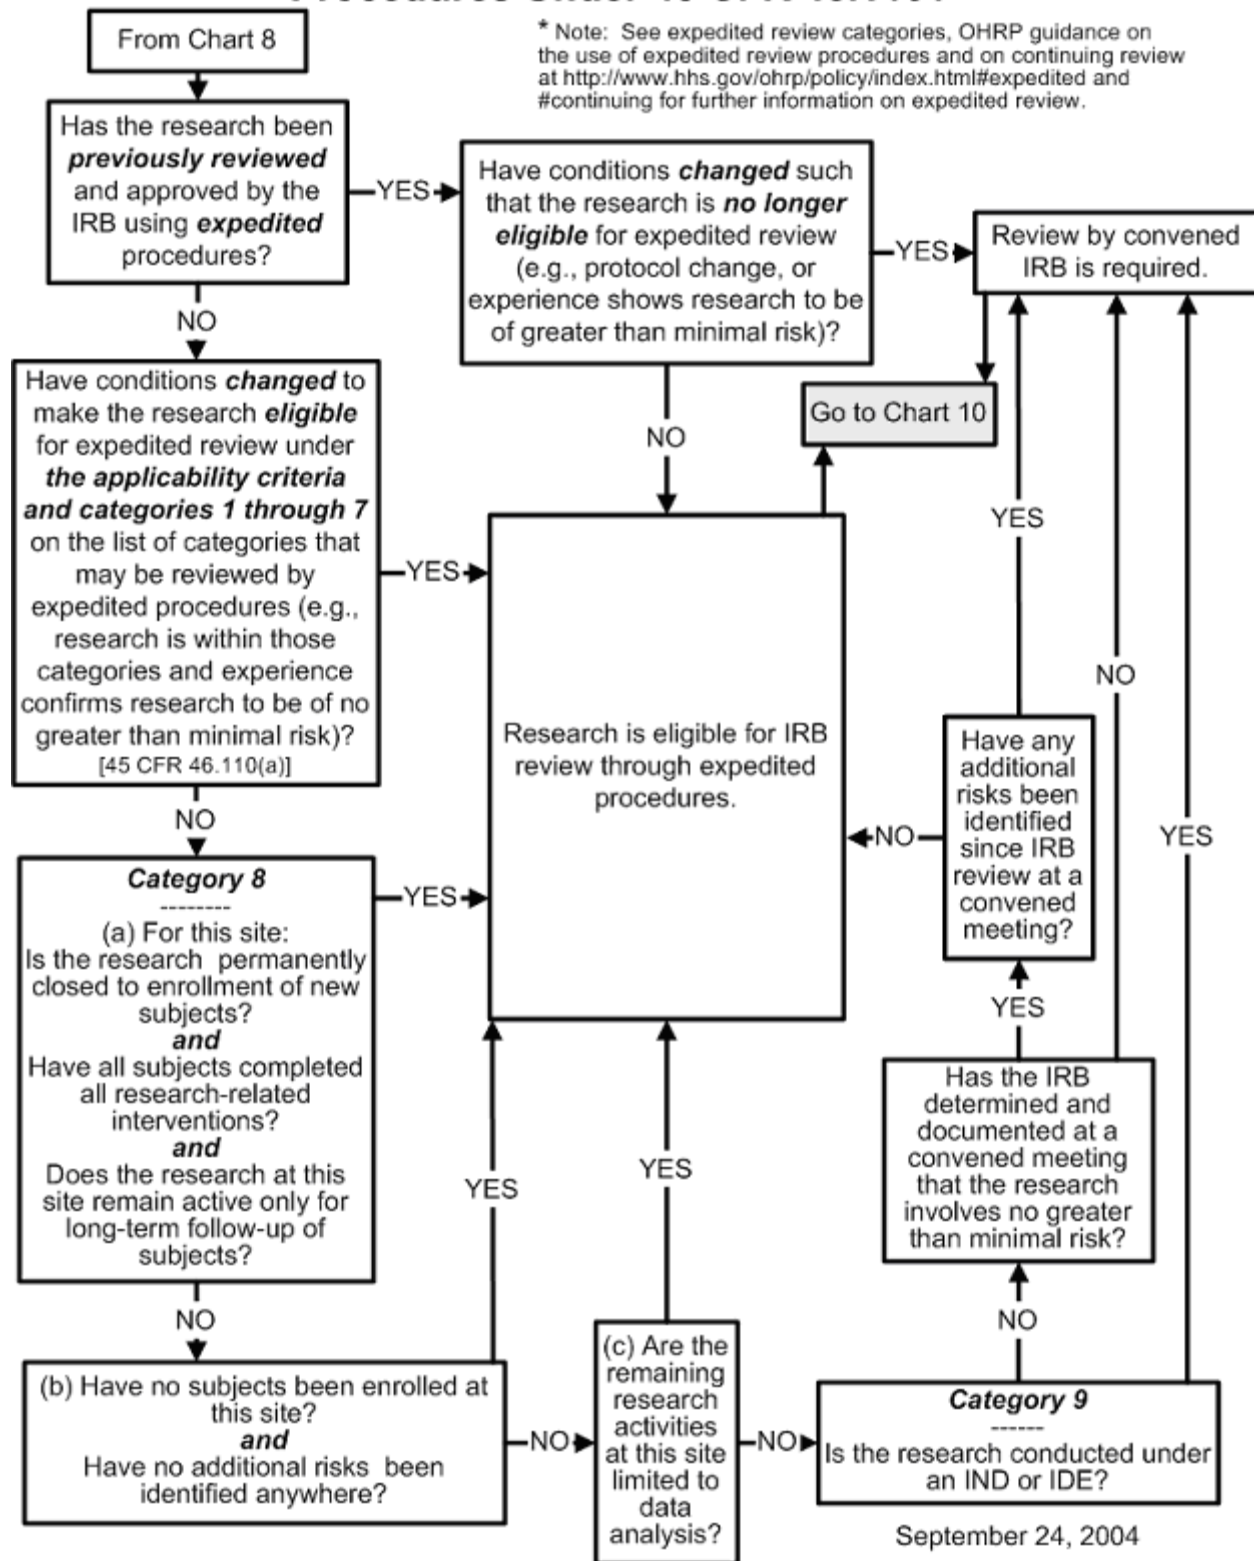 From Chart 8
* Note: See expedited review categories, OHRP guidance on
the use of expedited review procedures and on continuing review
at http://www.hhs.gov/ohrp/policy/index.html#expedited and
#continuing for further information on expedited review.
Has the research been
previously reviewed
and approved by the
IRB using expedited
procedures?
YES
Have conditions changed such
that the research is no longer
eligible for expedited review
(e.g., protocol change, or
experience shows research to be
of greater than minimal risk)?
YES
Review by convened
IRB is required.
NO
NO
Go to Chart 10
Have conditions changed to
make the research eligible
for expedited review under
the applicability criteria
and categories 1 through 7
on the list of categories that
may be reviewed by
expedited procedures (e.g.,
research is within those
categories and experience
confirms research to be of no
greater than minimal risk)?
[45 CFR 46.110(a)]
YES
Research is eligible for IRB
review through expedited
procedures.
YES
NO
YES
Have any
additional
risks been
identified
since IRB
review at a
convened
meeting?
NO
NO
Category 8
--------
(a) For this site:
Is the research permanently
closed to enrollment of new
subjects?
and
Have all subjects completed
all research-related
interventions?
and
Does the research at this
site remain active only for
long-term follow-up of
subjects?
YES
YES
YES
YES
Has the IRB
determined and
documented at a
convened meeting
that the research
involves no greater
than minimal risk?
NO
NO
(b) Have no subjects been enrolled at
this site?
and
Have no additional risks been
identified anywhere?
NO
(c) Are the
remaining
research
activities
at this site
limited to
data
analysis?
NO
Category 9
------
Is the research conducted under
an IND or IDE?
September 24, 2004